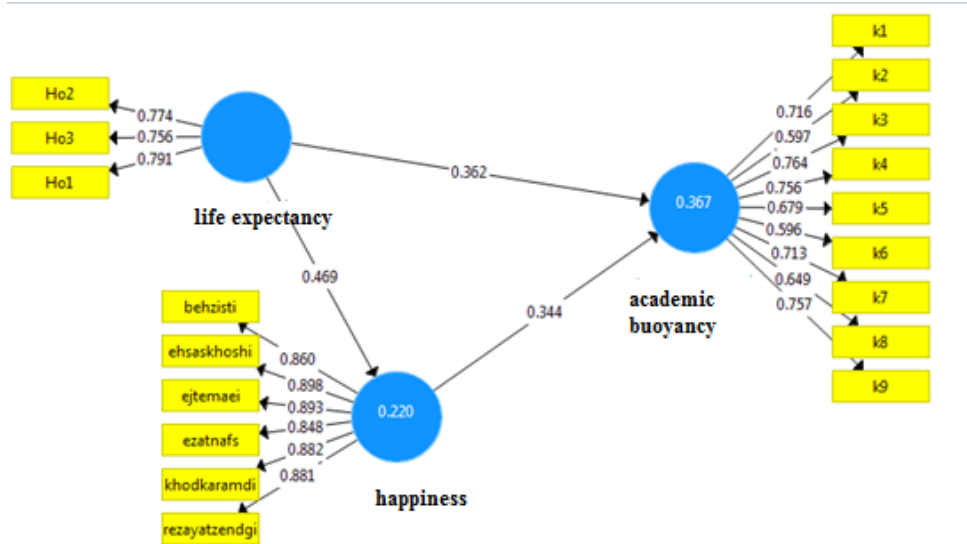 Ho2
Ho3
Ho1
0.774
0.756
0.791
life expectancy
0.362
0.469
0.344
behzisti
ehsaskhoshi
ejtemaei
ezatnafs
khodkaramdi
rezayatzendgi
0.860
0.898
0.893
0.848
0.882
0.881
0.220
happiness
0.367
academic
buoyancy
0.716
0.597
0.764
0.756
0.679
0.596
0.713
0.649
0.757
k1
k2
k3
k4
k5
k6
k7
k8
k9